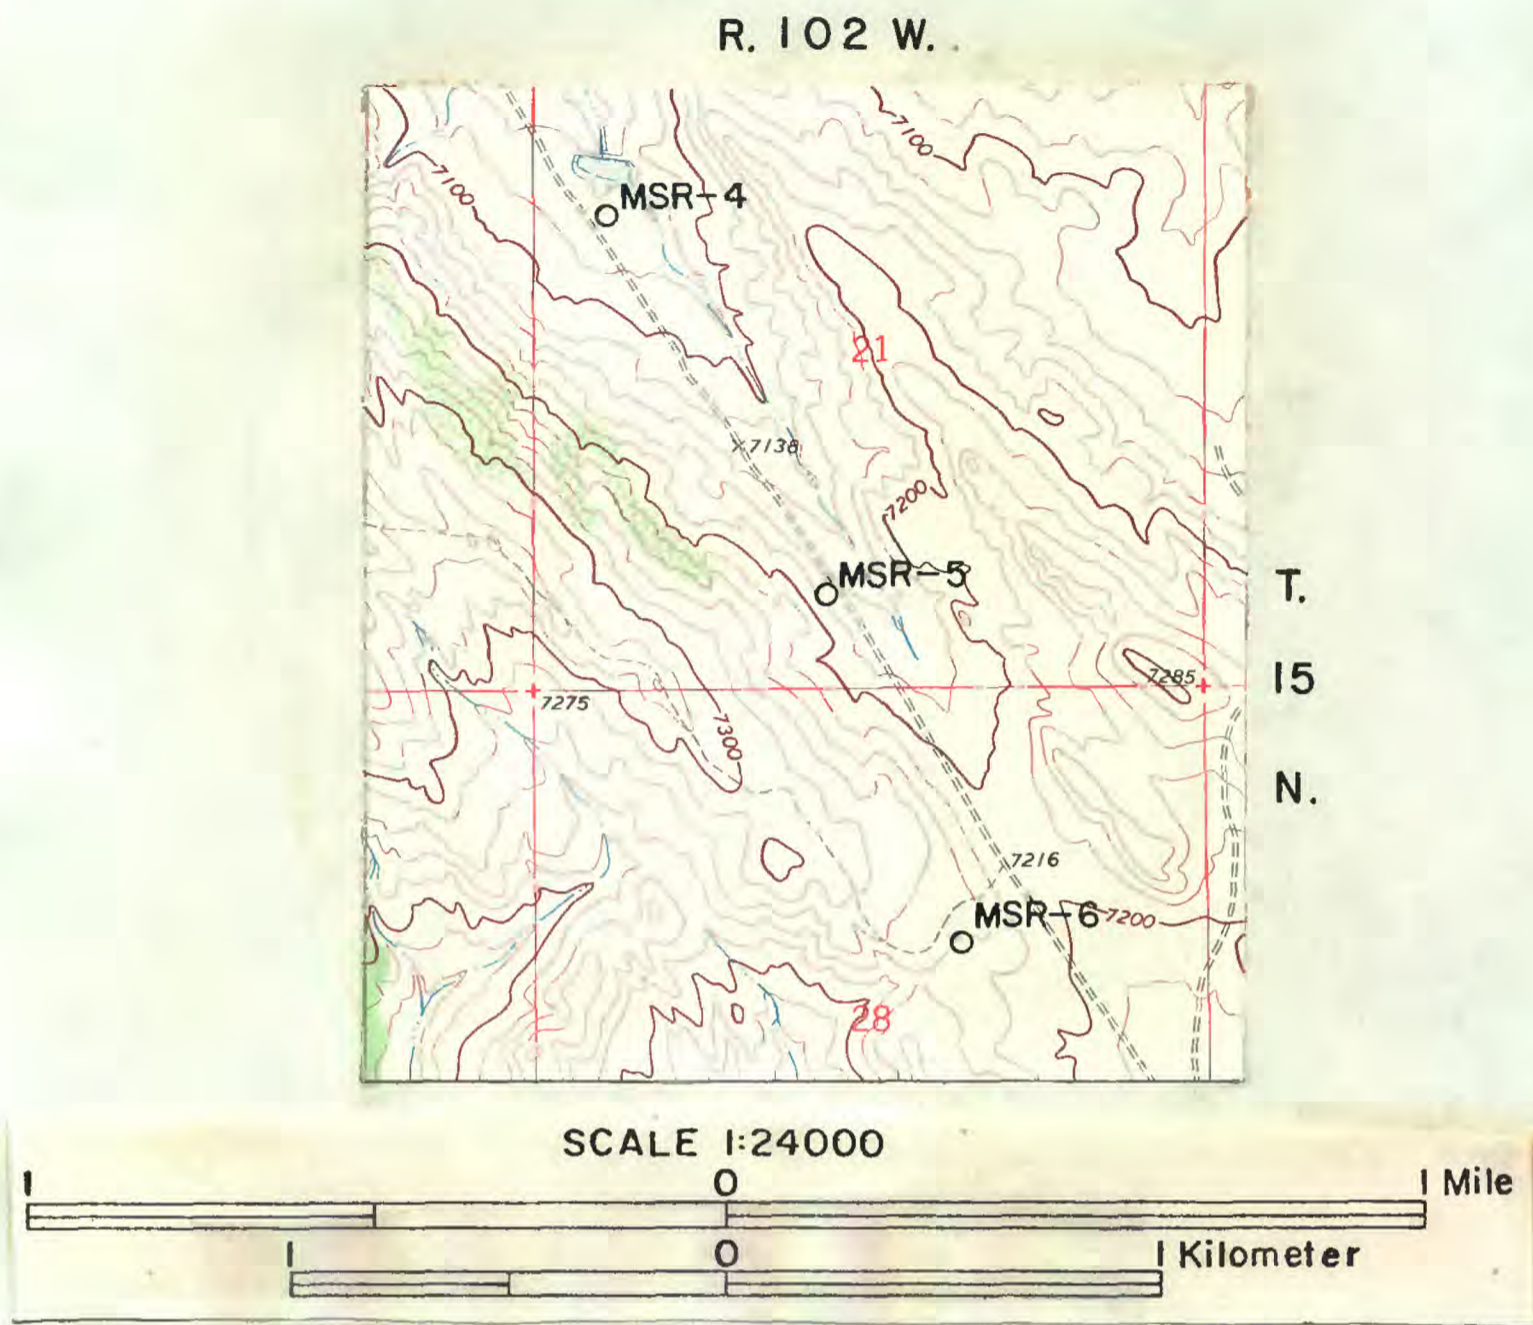 R. 102 W.
7100
7100
MSR-4
21
7138
7200
MSR-5
T.
7285
15
7275
7300
N.
7216
MSR-6
7200
28
SCALE 1:24000
1 0 1 Mile
1 0 1 Kilometer